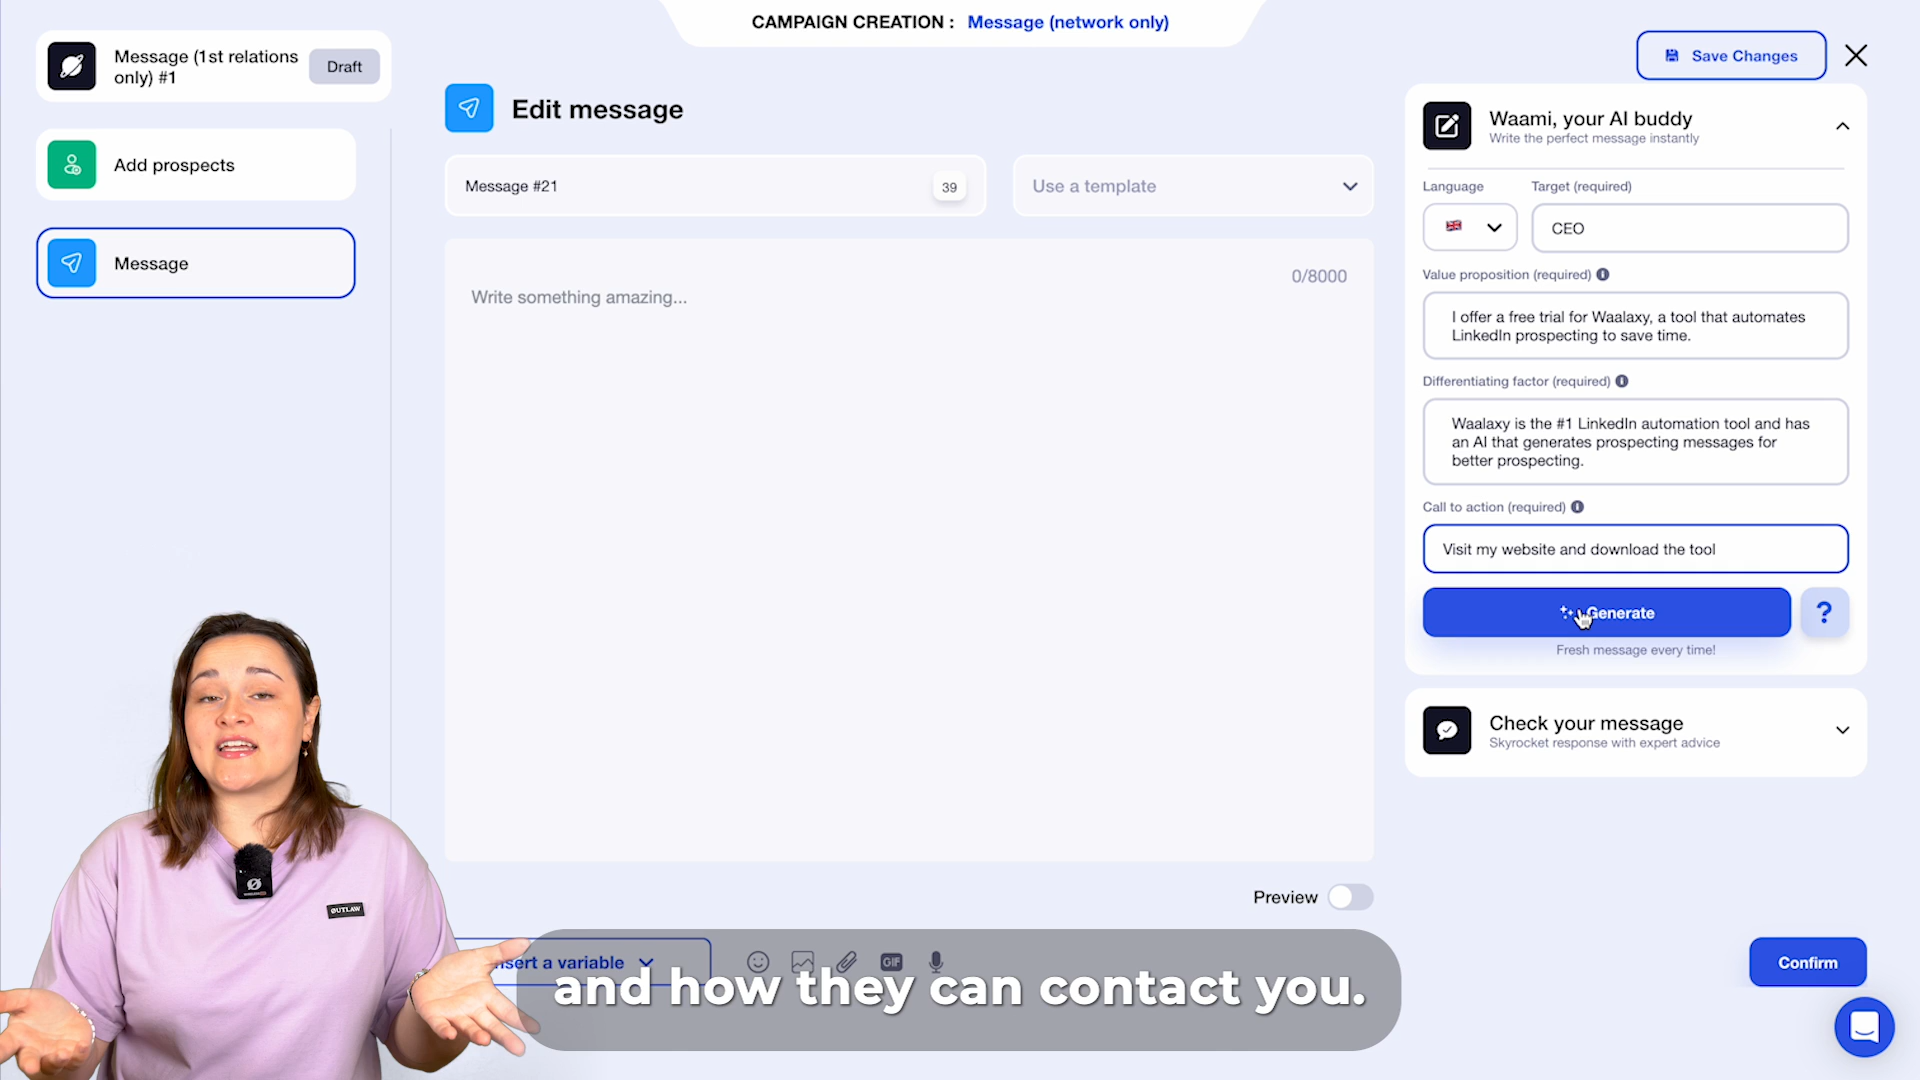 CAMPAIGN CREATION : Message (network only)
Message (1st relations
only) #1
Draft
Save Changes
Add prospects
Message
Edit message
Message #21
39
Use a template
0/8000
Write something amazing...
Waami, your AI buddy
Write the perfect message instantly
Language
Target (required)
CEO
Value proposition (required)
I offer a free trial for Waalaxy, a tool that automates
LinkedIn prospecting to save time.
Differentiating factor (required)
Waalaxy is the #1 LinkedIn automation tool and has
an AI that generates prospecting messages for
better prospecting.
Call to action (required)
Visit my website and download the tool
Generate
?
Fresh message every time!
Check your message
Skyrocket response with expert advice
Preview
nsert a variable
GIF
Confirm
and how they can contact you.
ØUTLAW